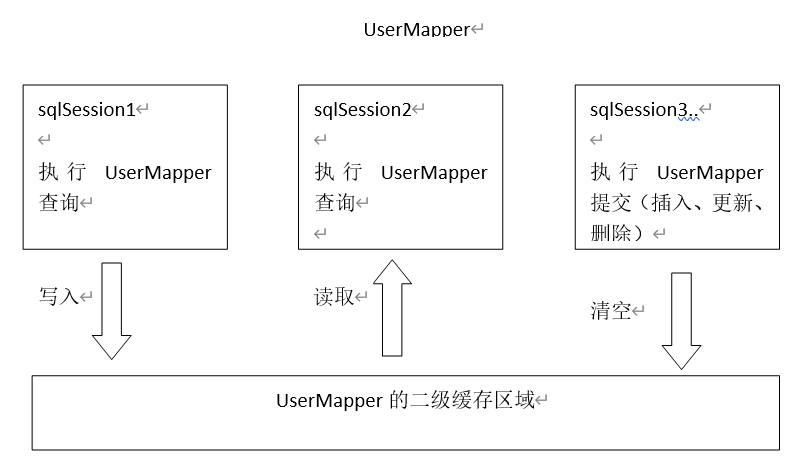 UserMapper
sqlSession1
执行 UserMapper
查询
sqlSession2
执行 UserMapper
查询
sqlSession3..
执行 UserMapper
提交（插入、更新、
删除）
写入
读取
清空
UserMapper 的二级缓存区域